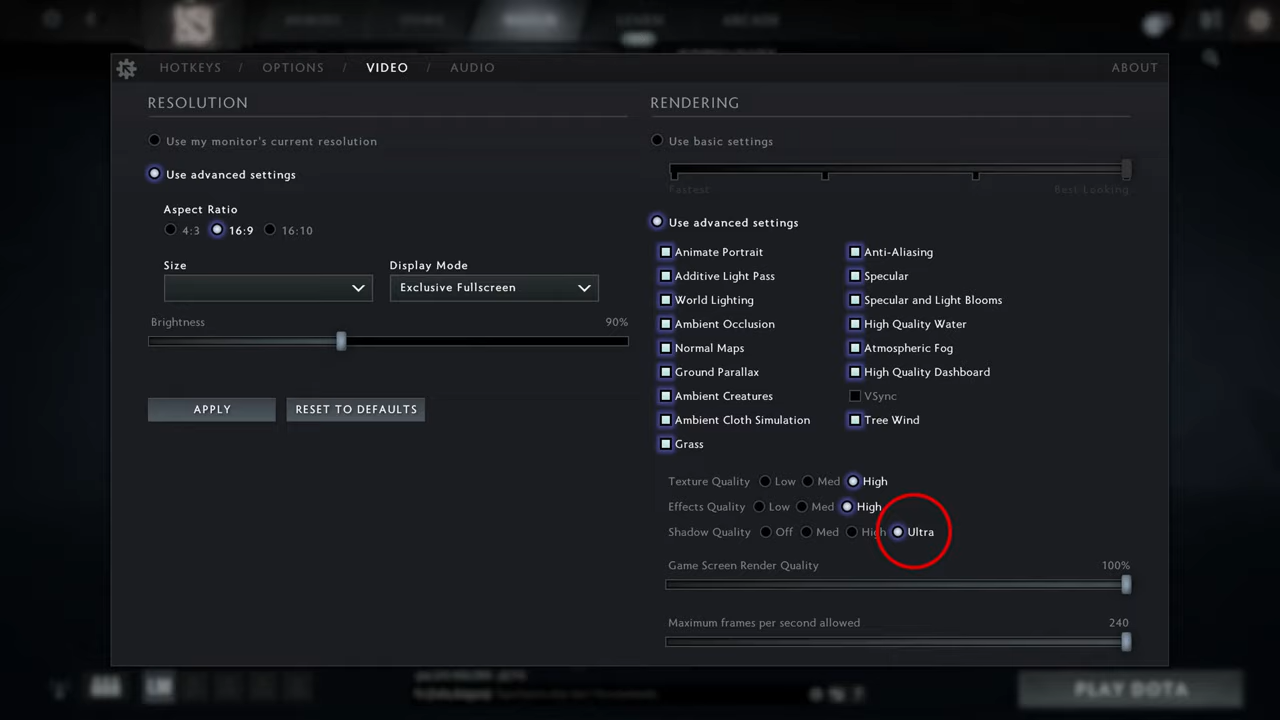 HOTKEYS / OPTIONS / VIDEO / AUDIO ABOUT
RESOLUTION
Use my monitor's current resolution
Use advanced settings
Aspect Ratio
4:3 16:9 16:10
Size Display Mode
Exclusive Fullscreen
Brightness 90%
APPLY RESET TO DEFAULTS
RENDERING
Use basic settings
Fastest Best Looking
Use advanced settings
Animate Portrait Anti-Aliasing
Additive Light Pass Specular
World Lighting Specular and Light Blooms
Ambient Occlusion High Quality Water
Normal Maps Atmospheric Fog
Ground Parallax High Quality Dashboard
Ambient Creatures VSync
Ambient Cloth Simulation Tree Wind
Grass
Texture Quality Low Med High
Effects Quality Low Med High
Shadow Quality Off Med High Ultra
Game Screen Render Quality 100%
Maximum frames per second allowed 240
PLAY DOTA